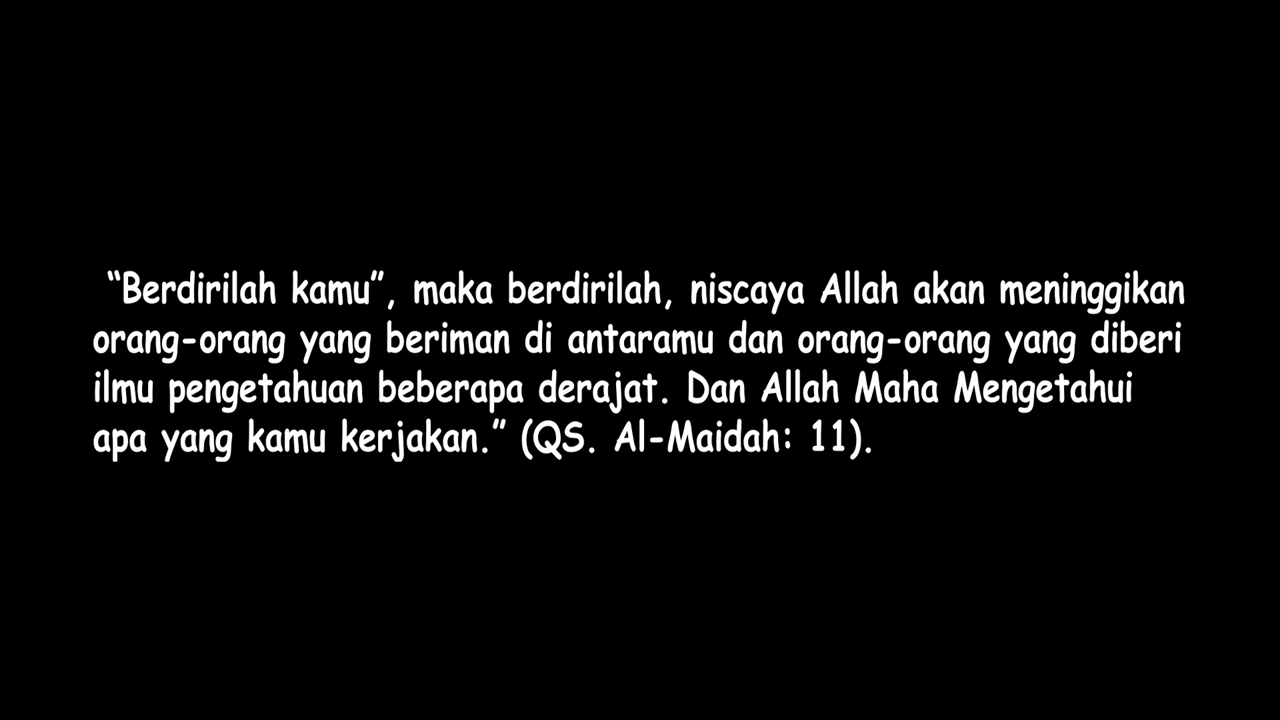 “Berdirilah kamu”, maka berdirilah, niscaya Allah akan meninggikan
orang-orang yang beriman di antaramu dan orang-orang yang diberi
ilmu pengetahuan beberapa derajat. Dan Allah Maha Mengetahui
apa yang kamu kerjakan.” (QS. Al-Maidah: 11).